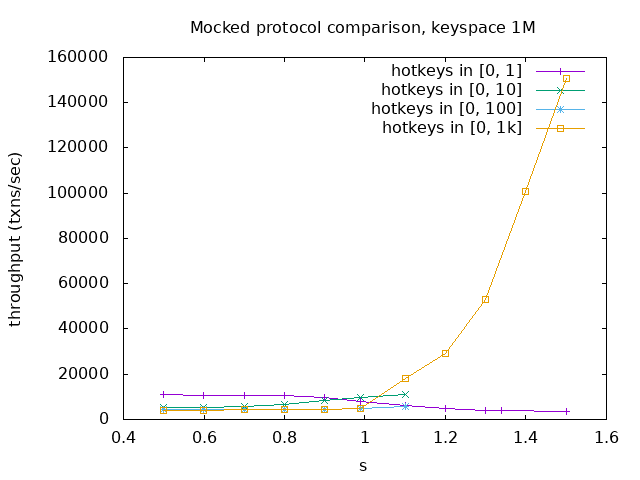 Mocked protocol comparison, keyspace 1M
throughput (txns/sec)
160000
140000
120000
100000
80000
60000
40000
20000
0
hotkeys in [0, 1]
hotkeys in [0, 10]
hotkeys in [0, 100]
hotkeys in [0, 1k]
0.4 0.6 0.8 1 1.2 1.4 1.6
s